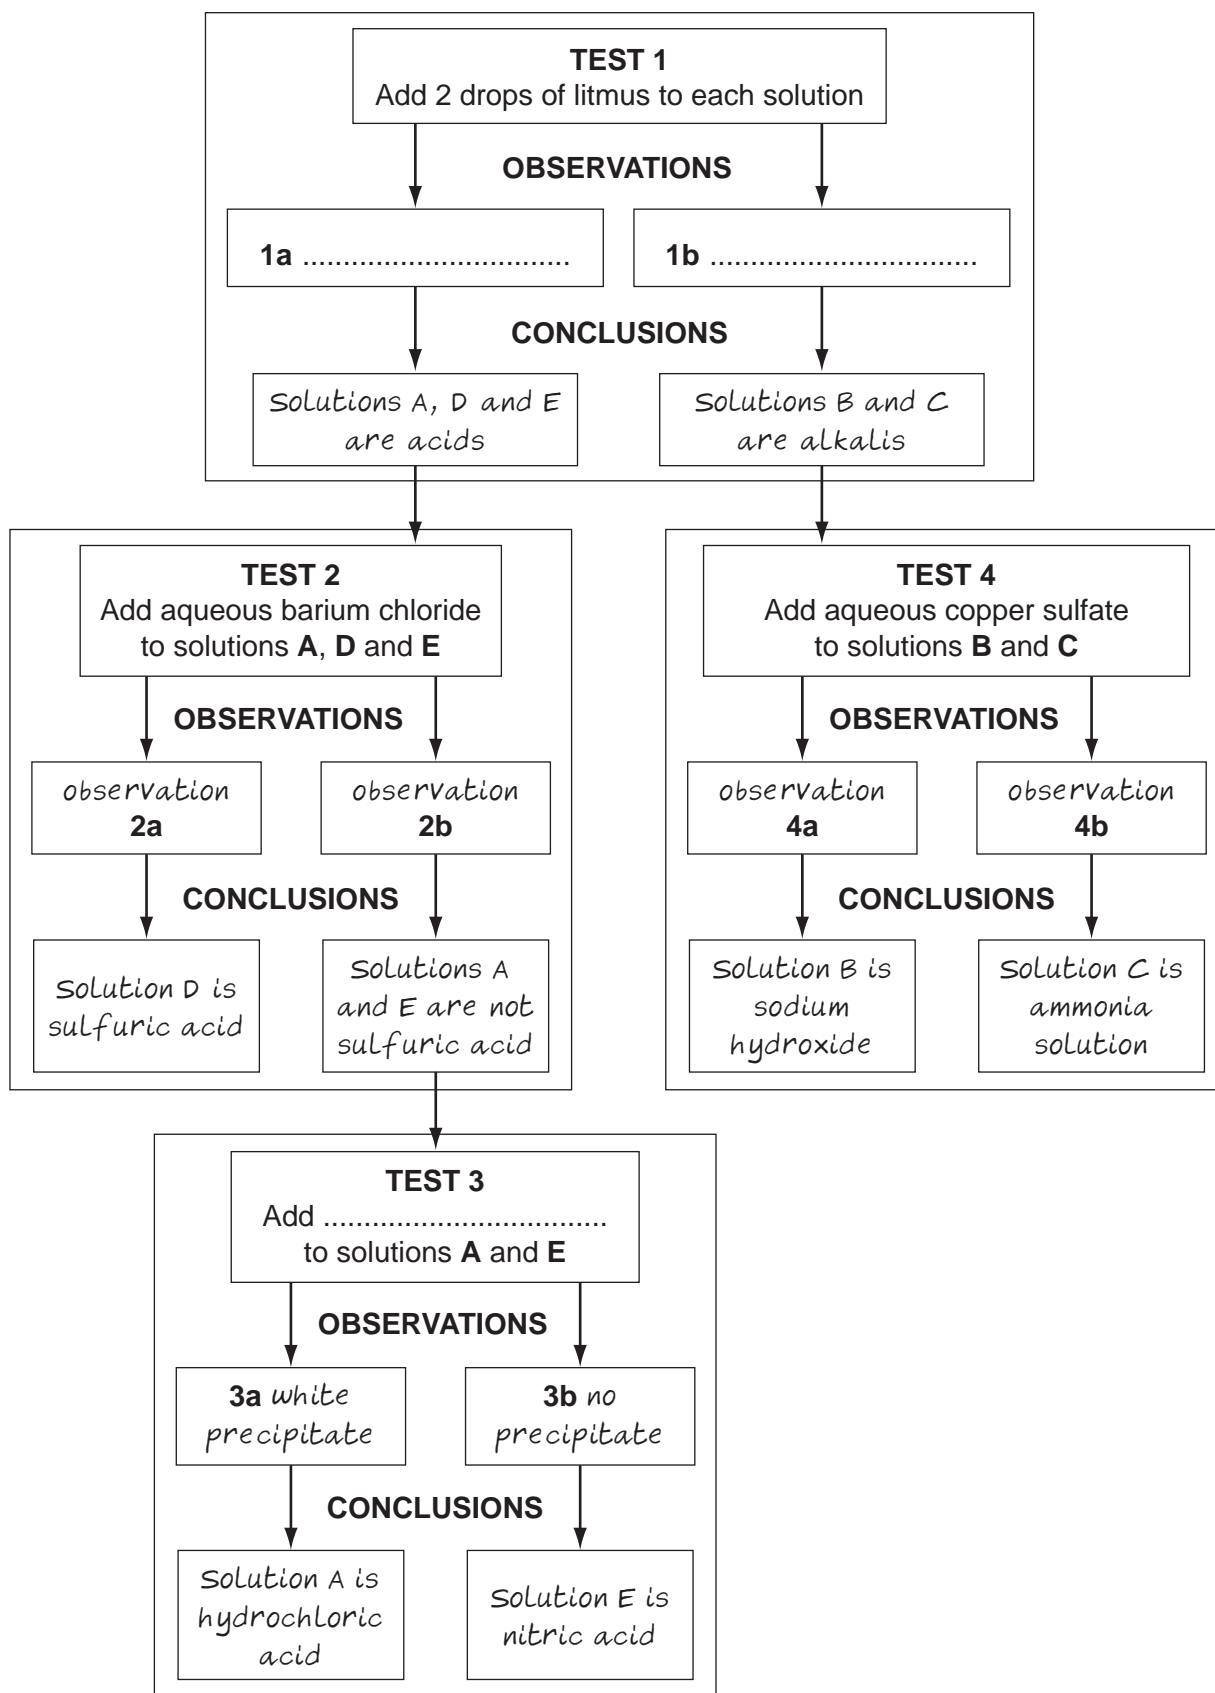 TEST 1
Add 2 drops of litmus to each solution
OBSERVATIONS
1a .................................
1b .................................
CONCLUSIONS
Solutions A, D and E
are acids
Solutions B and C
are alkalis
TEST 2
Add aqueous barium chloride
to solutions A, D and E
OBSERVATIONS
observation
2a
observation
2b
CONCLUSIONS
Solution D is
sulfuric acid
Solutions A
and E are not
sulfuric acid
TEST 4
Add aqueous copper sulfate
to solutions B and C
OBSERVATIONS
observation
4a
observation
4b
CONCLUSIONS
Solution B is
sodium
hydroxide
Solution C is
ammonia
solution
TEST 3
Add ...................................
to solutions A and E
OBSERVATIONS
3a white
precipitate
3b no
precipitate
CONCLUSIONS
Solution A is
hydrochloric
acid
Solution E is
nitric acid